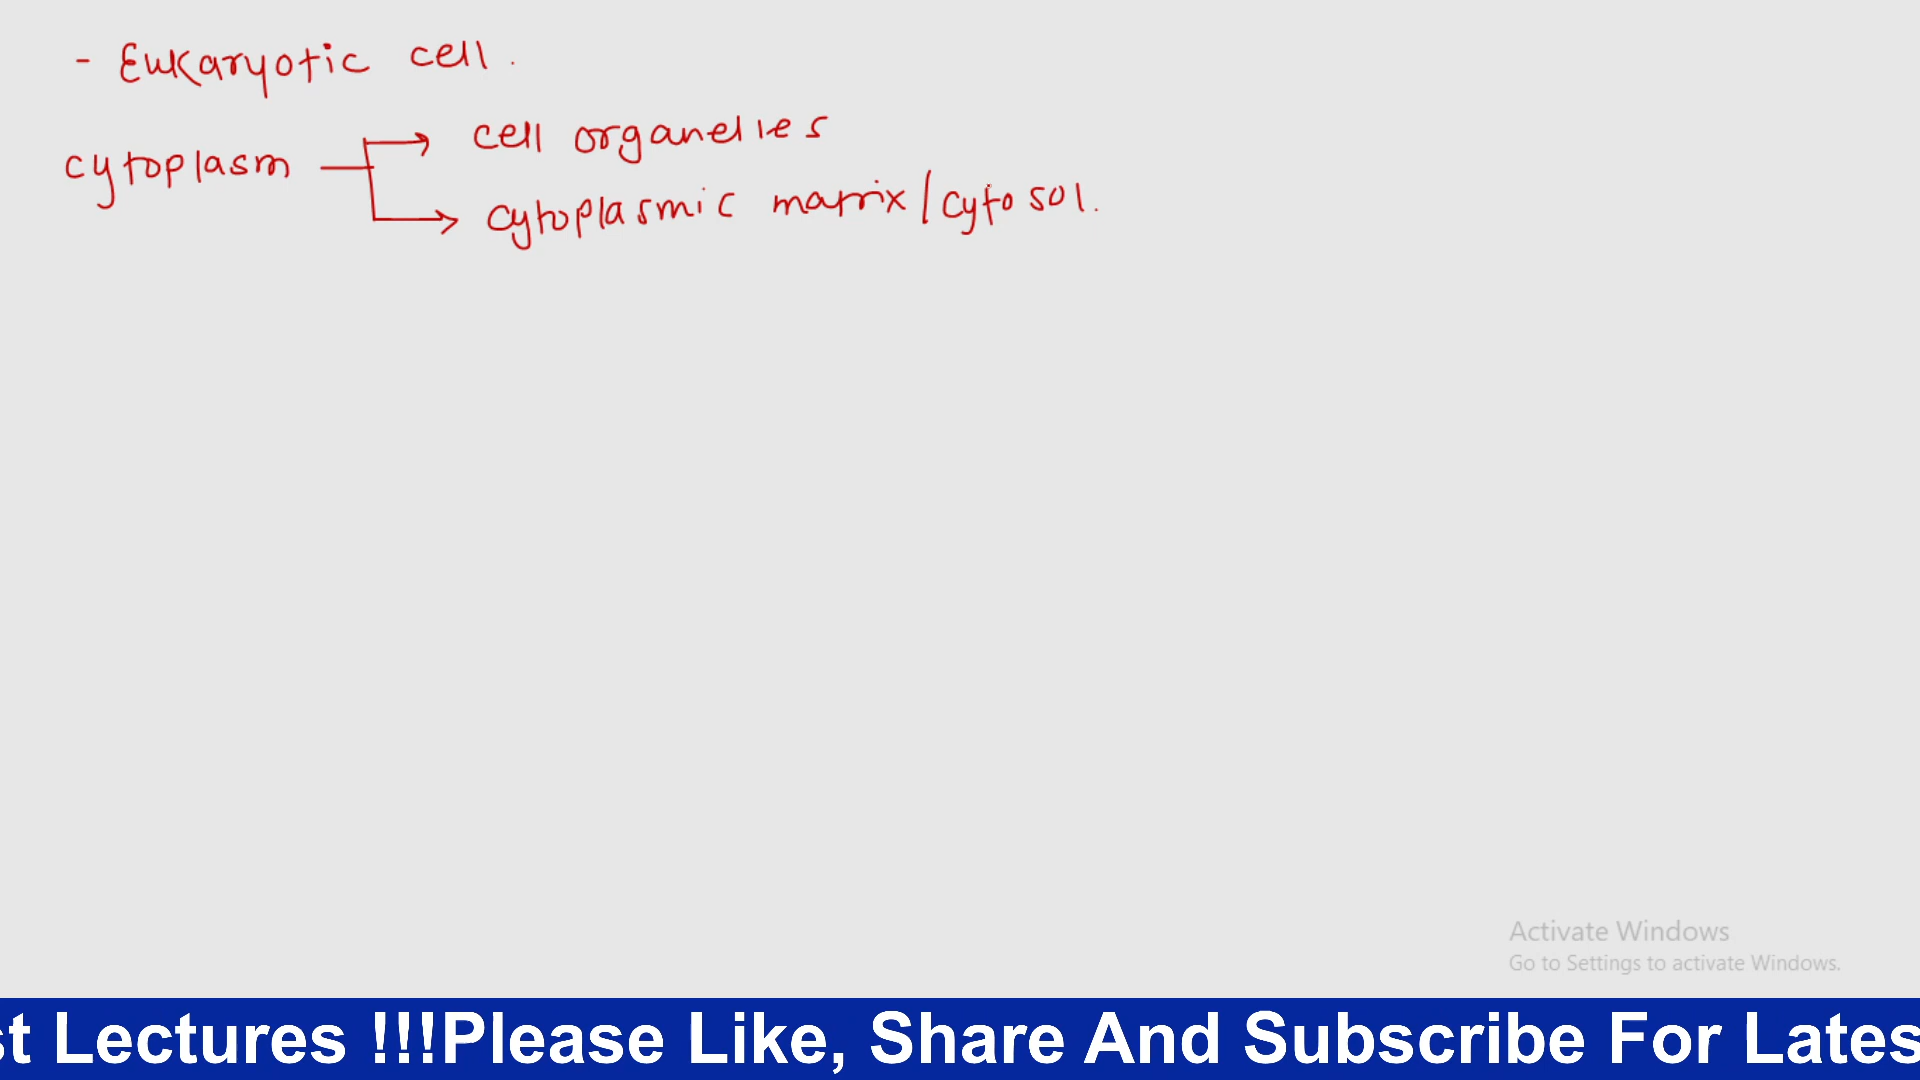 - Eukaryotic cell.
cell organelles
cytoplasm
cytoplasmic matrix/cytosol.
Activate Windows
Go to Settings to activate Windows.
st Lectures !!!Please Like, Share And Subscribe For Lates